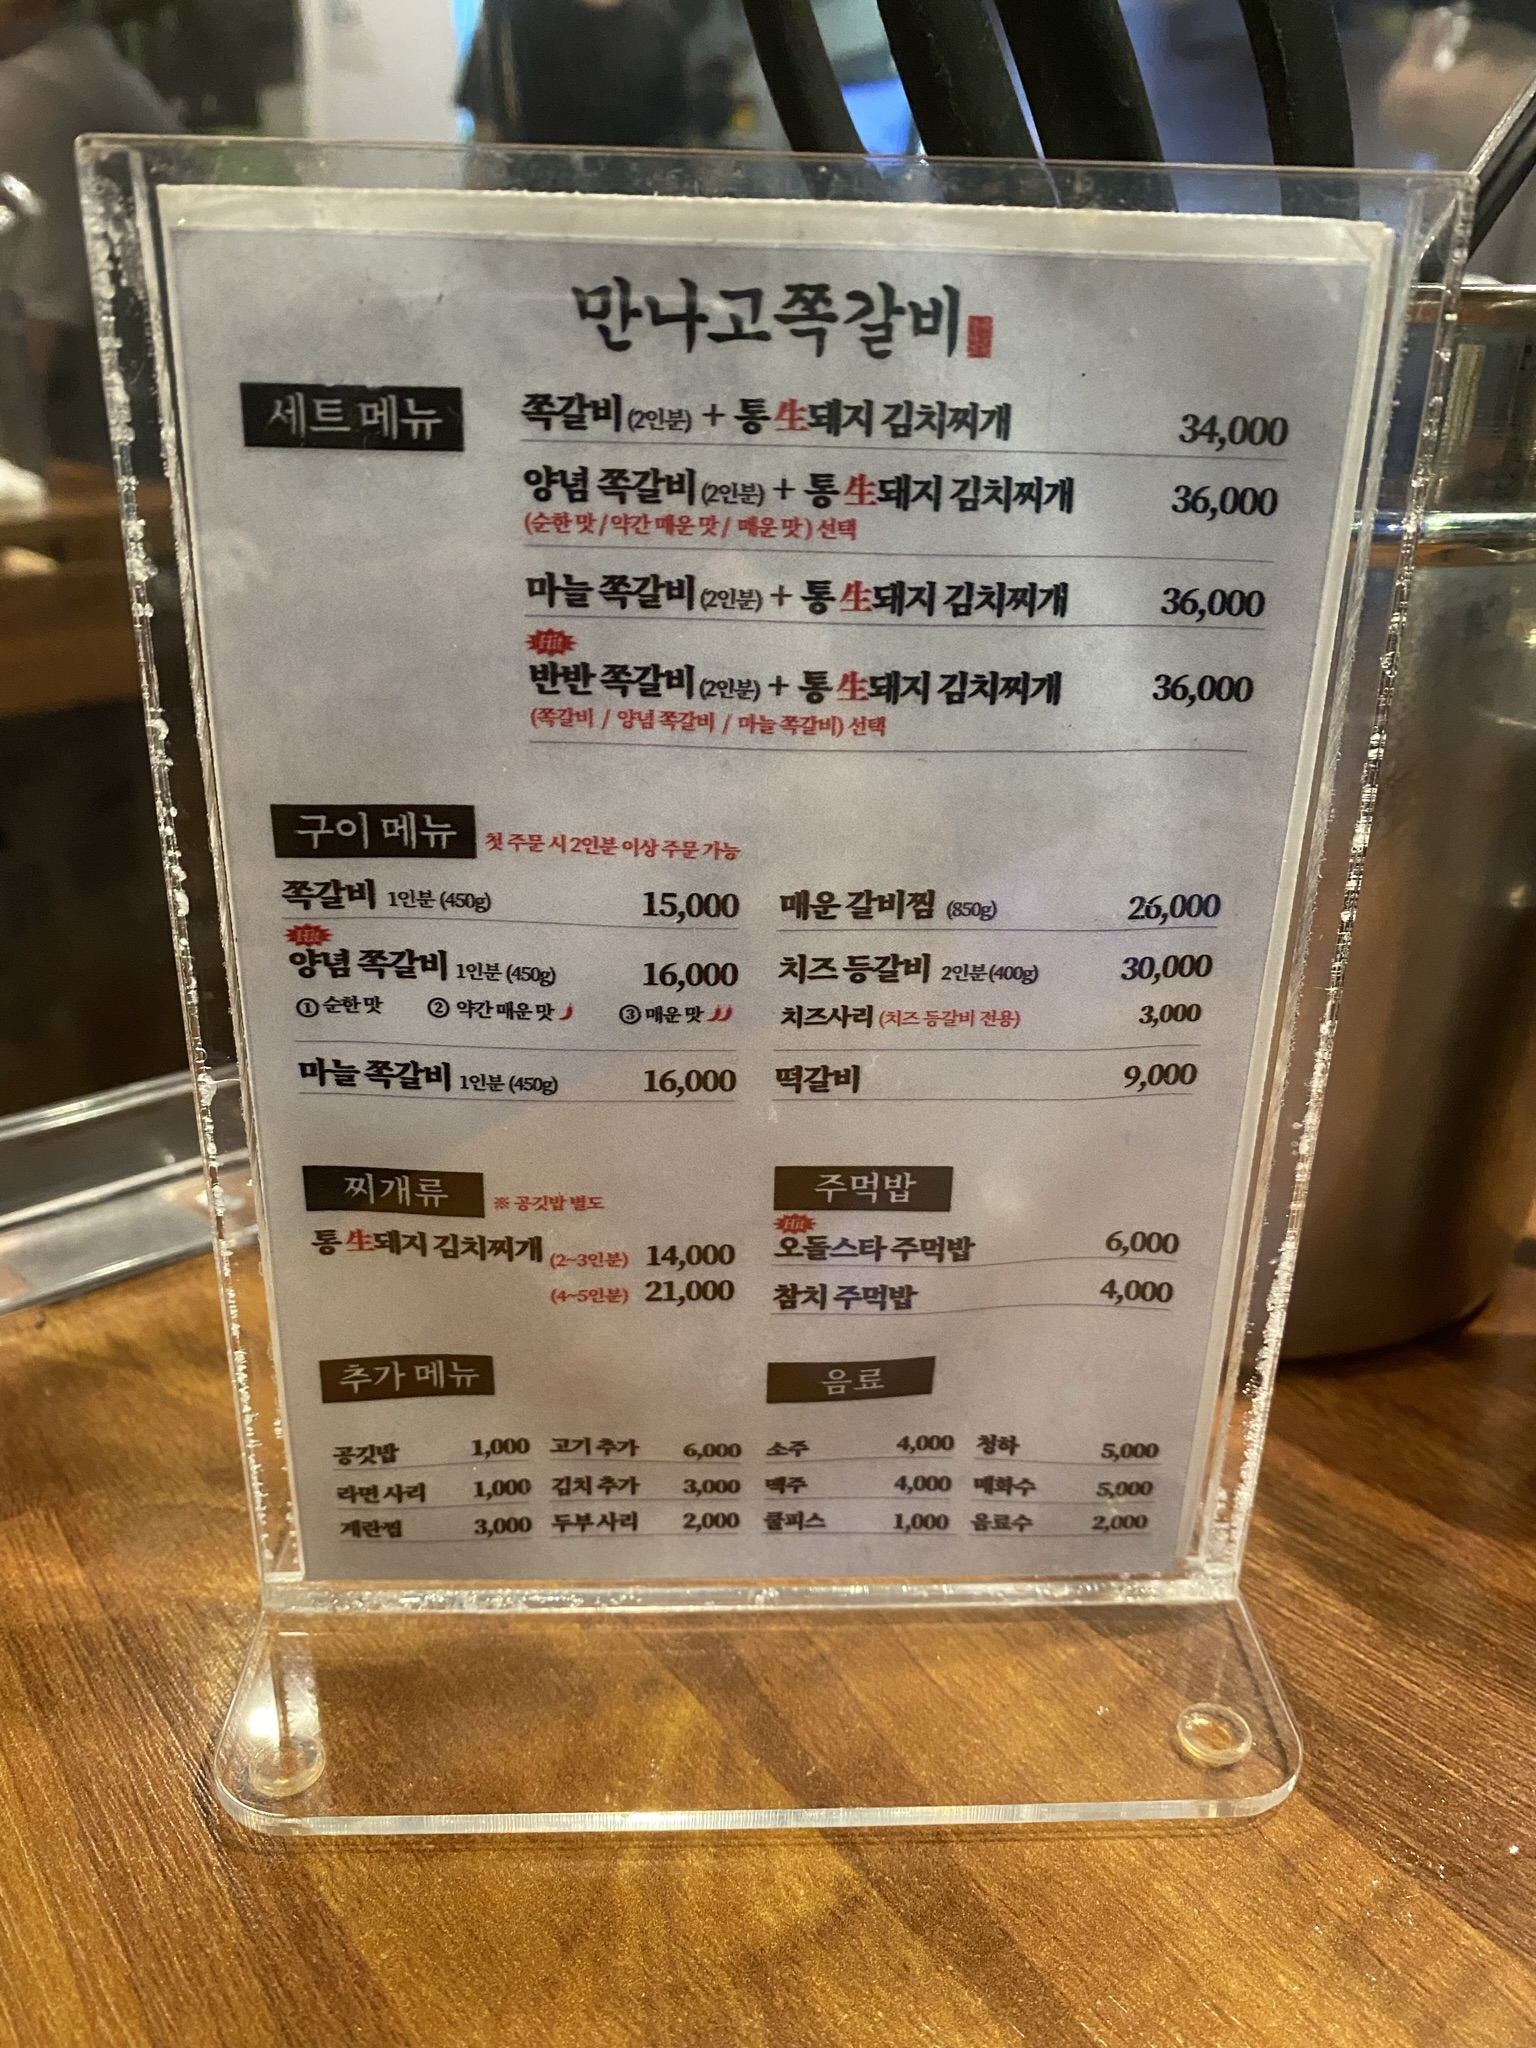 만나고쪽갈비
세트 메뉴
쪽갈비 (2인분) + 통生돼지 김치찌개 34,000
양념 쪽갈비 (2인분) + 통生돼지 김치찌개 36,000
(순한 맛 / 약간 매운 맛 / 매운 맛) 선택
마늘 쪽갈비 (2인분) + 통生돼지 김치찌개 36,000
Hit
반반 쪽갈비 (2인분) + 통生돼지 김치찌개 36,000
(쪽갈비 / 양념 쪽갈비 / 마늘 쪽갈비) 선택
구이 메뉴 첫 주문 시 2인분 이상 주문 가능
쪽갈비 1인분 (450g) 15,000
Hit
양념 쪽갈비 1인분 (450g) 16,000
① 순한 맛 ② 약간 매운 맛 ③ 매운 맛
마늘 쪽갈비 1인분 (450g) 16,000
매운 갈비찜 (850g) 26,000
치즈 등갈비 2인분 (400g) 30,000
치즈사리 (치즈 등갈비 전용) 3,000
떡갈비 9,000
찌개류 ※ 공깃밥 별도
통生돼지 김치찌개 (2~3인분) 14,000
(4~5인분) 21,000
주먹밥
Hit
오돌스타 주먹밥 6,000
참치 주먹밥 4,000
추가 메뉴
공깃밥 1,000 고기 추가 6,000
라면 사리 1,000 김치 추가 3,000
계란찜 3,000 두부 사리 2,000
음료
소주 4,000 청하 5,000
맥주 4,000 매화수 5,000
쿨피스 1,000 음료수 2,000